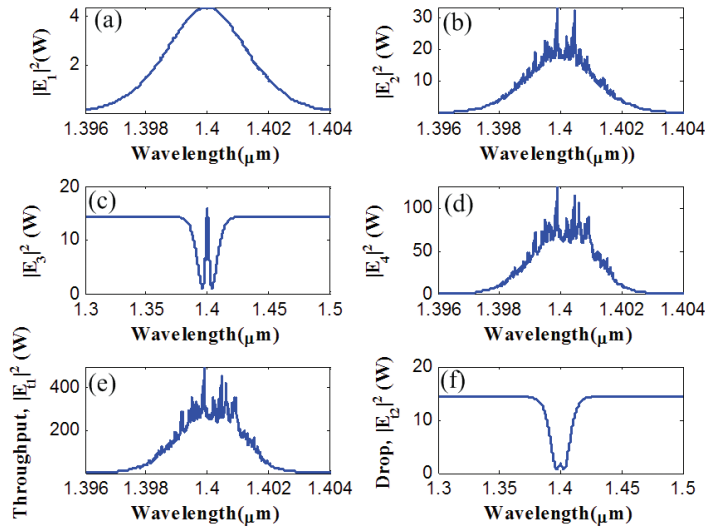 (a)
|E1|²(W)
4
2
1.396 1.398 1.4 1.402 1.404
Wavelength(μm)
(b)
|E2|² (W)
30
20
10
1.396 1.398 1.4 1.402 1.404
Wavelength(μm))
(c)
|E3|² (W)
20
10
0
1.3 1.35 1.4 1.45 1.5
Wavelength(μm)
(d)
|E4|² (W)
100
50
0
1.396 1.398 1.4 1.402 1.404
Wavelength(μm)
(e)
Throughput, |Et1|² (W)
400
200
1.396 1.398 1.4 1.402 1.404
Wavelength(μm)
(f)
Drop, |Et2|² (W)
20
10
0
1.3 1.35 1.4 1.45 1.5
Wavelength(μm)